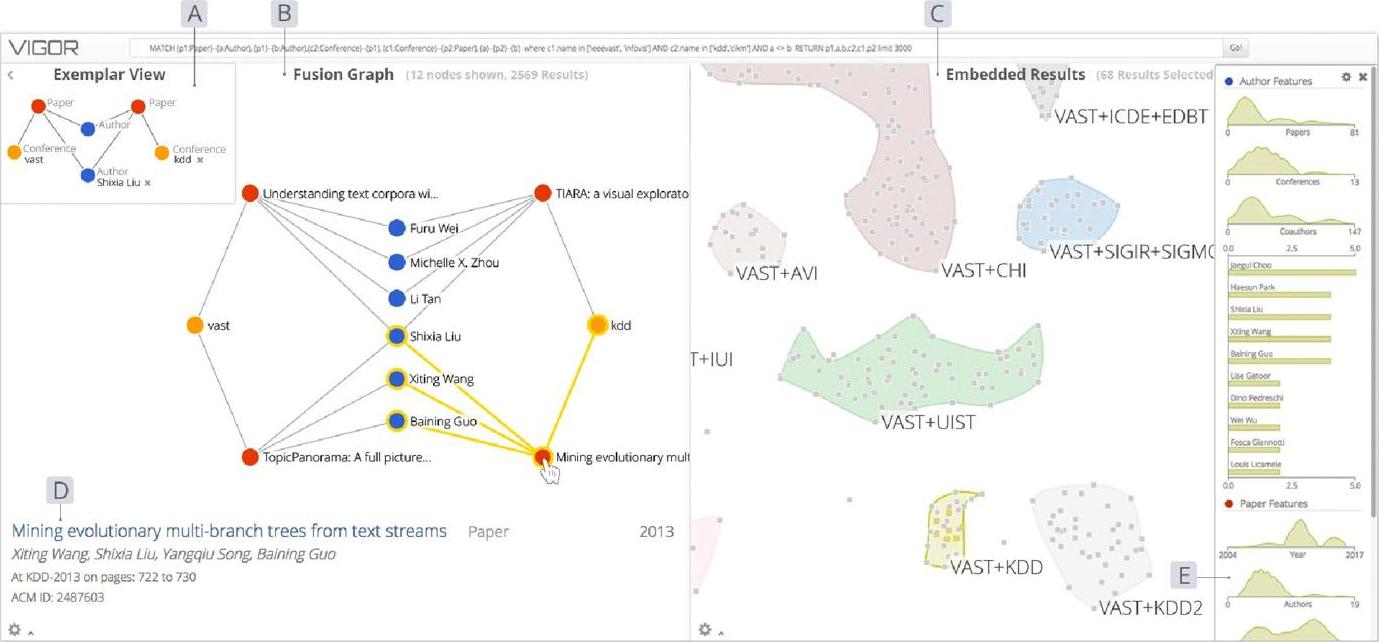 A
B
C
VIGOR
MATCH (p1:Paper)-(a:Author), (p1)-(b:Author),(c2:Conference)-(p1), (c1:Conference)-(p2:Paper), (a)-(p2)-(b) where c1.name in ['ieeevast', 'infovis'] AND c2.name in ['kdd','cikm'] AND a <> b RETURN p1,a,b,c2,c1,p2 limit 3000
Go!
Exemplar View
Paper
Paper
Author
Conference
vast
Conference
kdd
Author
Shixia Liu
Fusion Graph (12 nodes shown, 2569 Results)
Understanding text corpora wi...
TIARA: a visual explorato
Furu Wei
Michelle X. Zhou
Li Tan
vast
Shixia Liu
kdd
Xiting Wang
Baining Guo
TopicPanorama: A full picture...
Mining evolutionary mult
D
Mining evolutionary multi-branch trees from text streams Paper 2013
Xiting Wang, Shixia Liu, Yangqiu Song, Baining Guo
At KDD-2013 on pages: 722 to 730
ACM ID: 2487603
Embedded Results (68 Results Selected
VAST+ICDE+EDBT
VAST+SIGIR+SIGMO
VAST+AVI
VAST+CHI
T+IUI
VAST+UIST
VAST+KDD
VAST+KDD2
E
Author Features
0 Papers 81
0 Conferences 13
0 Coauthors 147
0.0 2.5 5.0
Jaegul Choo
Haesun Park
Shixia Liu
Xiting Wang
Baining Guo
Lise Getoor
Dino Pedreschi
Wei Wu
Fosca Giannotti
Louis Licamele
0.0 2.5 5.0
Paper Features
2004 Year 2017
0 Authors 19